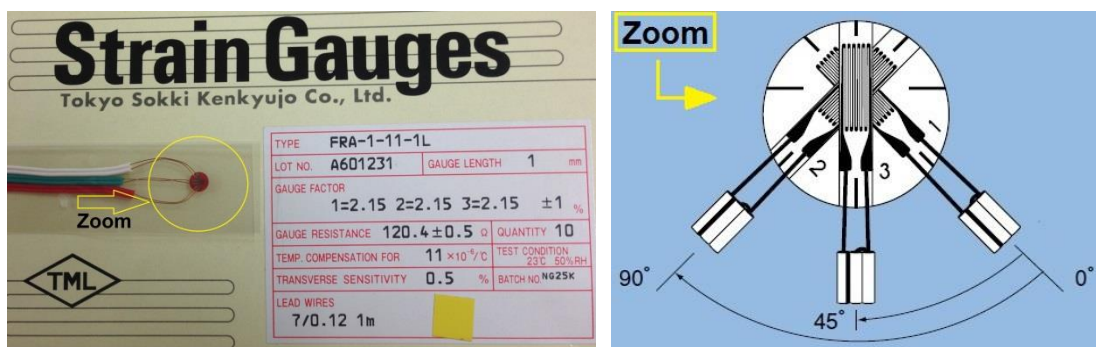 Strain Gauges
Tokyo Sokki Kenkyujo Co., Ltd.
TYPE FRA-1-11-1L
LOT NO. A601231 GAUGE LENGTH 1 mm
GAUGE FACTOR
1=2.15 2=2.15 3=2.15 ±1 %
GAUGE RESISTANCE 120.4±0.5 Ω QUANTITY 10
TEMP. COMPENSATION FOR 11 ×10⁻⁶/℃ TEST CONDITION 23℃ 50%RH
TRANSVERSE SENSITIVITY 0.5 % BATCH NO. NG25K
LEAD WIRES
7/0.12 1m
Zoom
TML
Zoom
1
2
3
90°
45°
0°